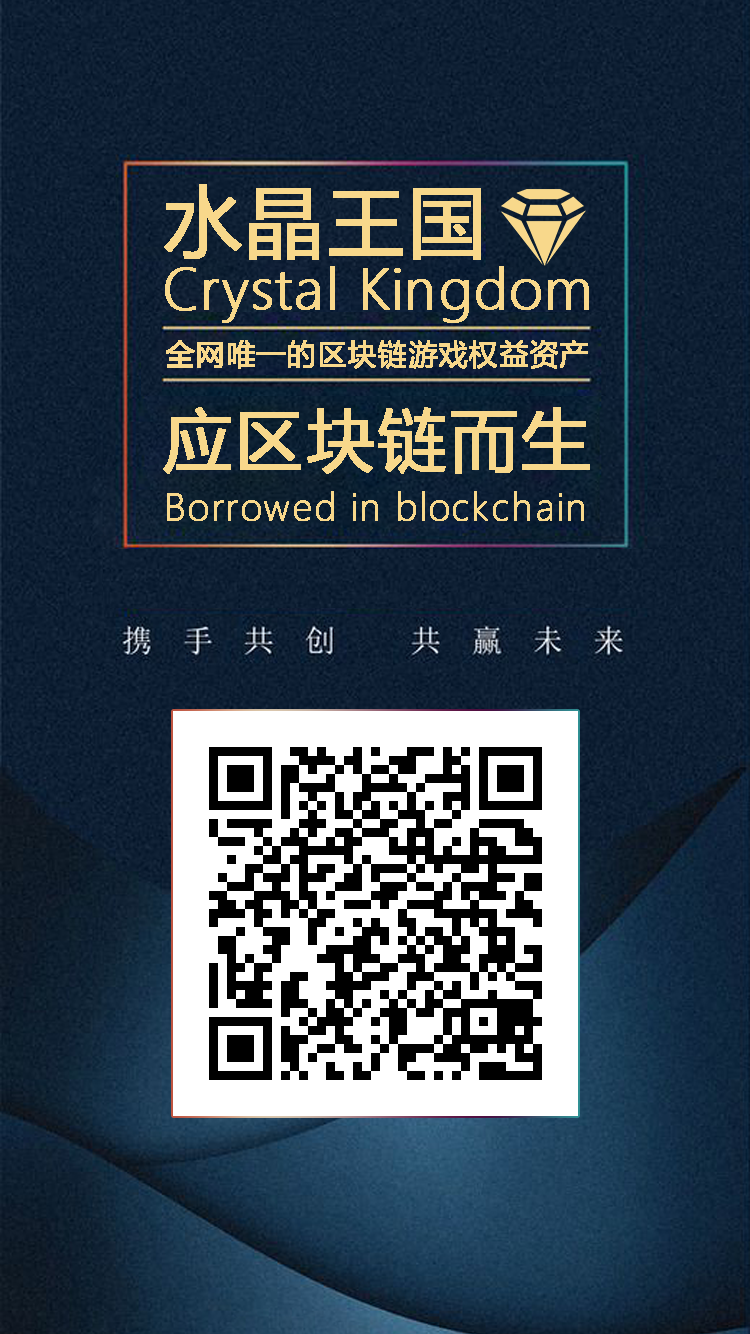 水晶王国
Crystal Kingdom
全网唯一的区块链游戏权益资产
应区块链而生
Borrowed in blockchain
携手共创 共赢未来